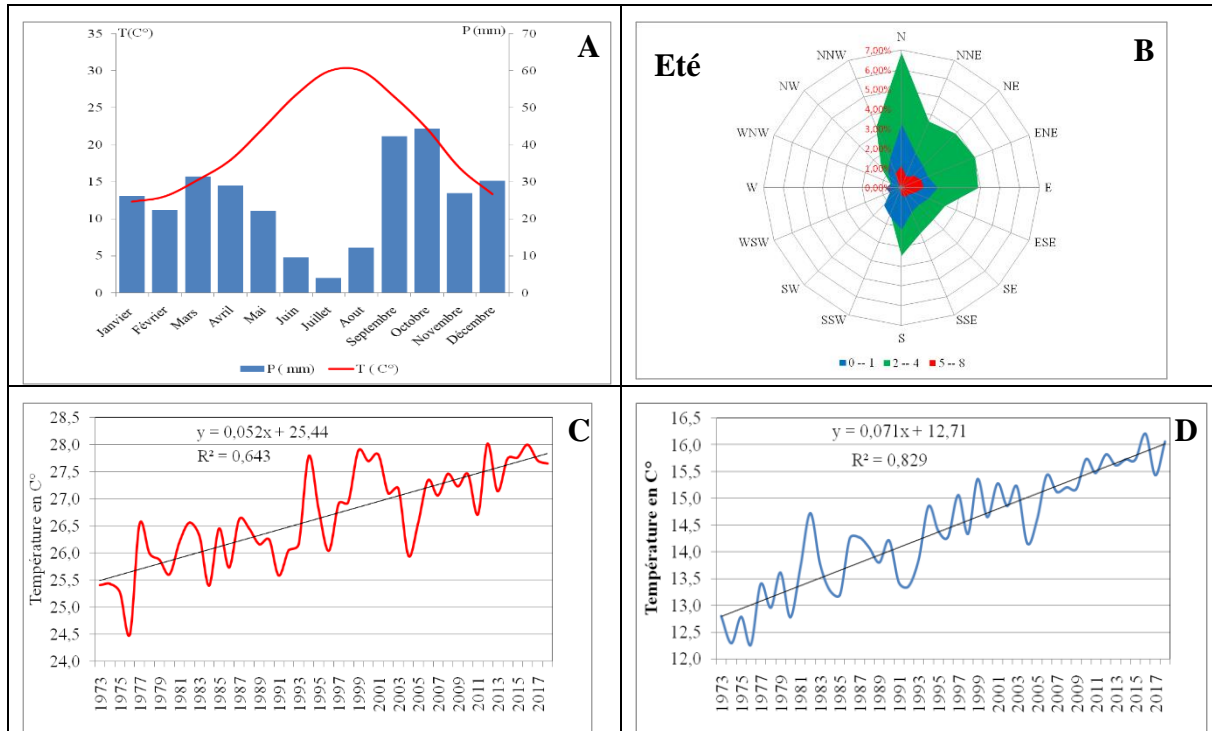 T(C°)
P (mm)
A
35
30
25
20
15
10
5
0
70
60
50
40
30
20
10
0
Janvier
Février
Mars
Avril
Mai
Juin
Juillet
Aout
Septembre
Octobre
Novembre
Décembre
P ( mm)
T ( C°)
Eté
B
N
NNE
NE
ENE
E
ESE
SE
SSE
S
SSW
SW
WSW
W
WNW
NW
NNW
7,00%
6,00%
5,00%
4,00%
3,00%
2,00%
1,00%
0,00%
0 -- 1
2 -- 4
5 -- 8
C
y = 0,052x + 25,44
R² = 0,643
Température en C°
28,5
28,0
27,5
27,0
26,5
26,0
25,5
25,0
24,5
24,0
1973
1975
1977
1979
1981
1983
1985
1987
1989
1991
1993
1995
1997
1999
2001
2003
2005
2007
2009
2011
2013
2015
2017
D
y = 0,071x + 12,71
R² = 0,829
Température en C°
16,5
16,0
15,5
15,0
14,5
14,0
13,5
13,0
12,5
12,0
1973
1975
1977
1979
1981
1983
1985
1987
1989
1991
1993
1995
1997
1999
2001
2003
2005
2007
2009
2011
2013
2015
2017